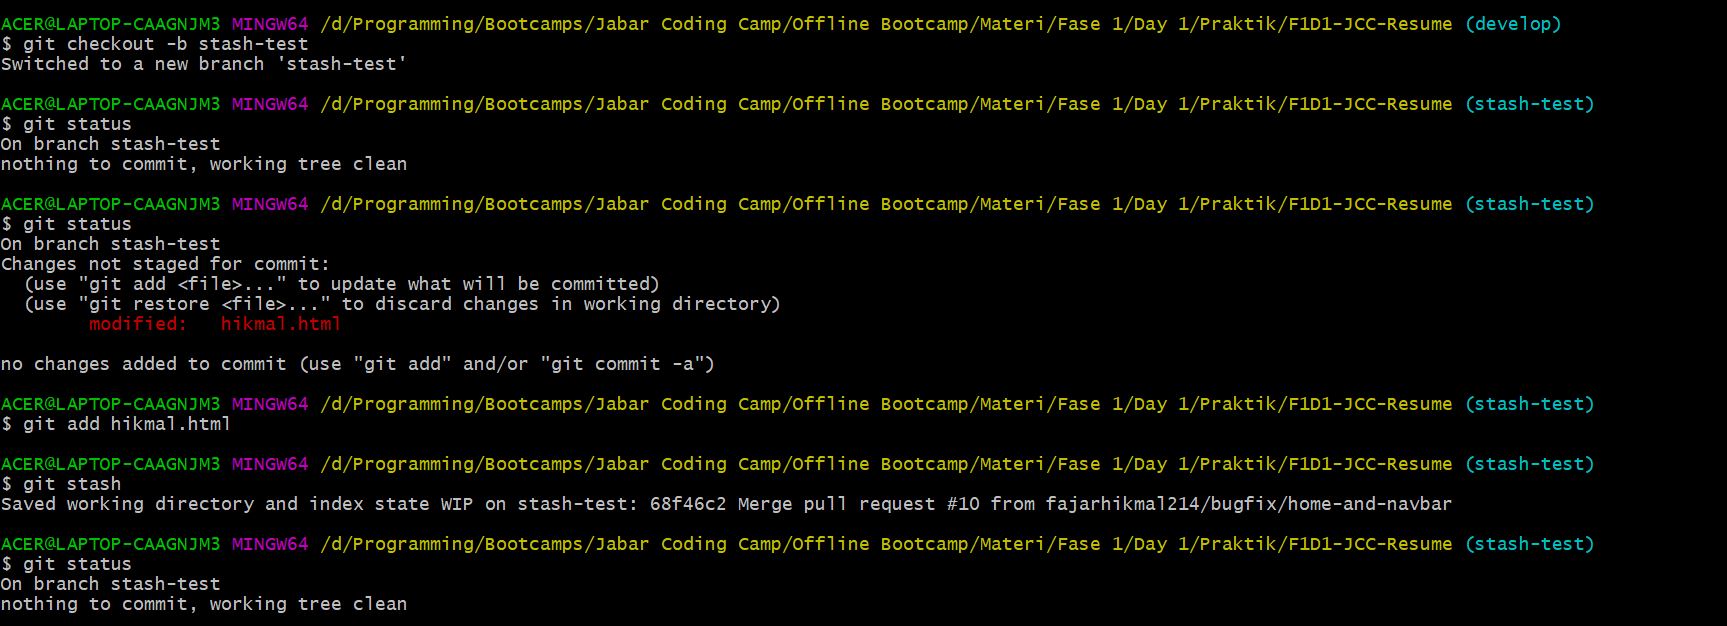 ACER@LAPTOP-CAAGNJM3 MINGW64 /d/Programming/Bootcamps/Jabar Coding Camp/Offline Bootcamp/Materi/Fase 1/Day 1/Praktik/F1D1-JCC-Resume (develop)
$ git checkout -b stash-test
Switched to a new branch 'stash-test'
ACER@LAPTOP-CAAGNJM3 MINGW64 /d/Programming/Bootcamps/Jabar Coding Camp/Offline Bootcamp/Materi/Fase 1/Day 1/Praktik/F1D1-JCC-Resume (stash-test)
$ git status
On branch stash-test
nothing to commit, working tree clean
ACER@LAPTOP-CAAGNJM3 MINGW64 /d/Programming/Bootcamps/Jabar Coding Camp/Offline Bootcamp/Materi/Fase 1/Day 1/Praktik/F1D1-JCC-Resume (stash-test)
$ git status
On branch stash-test
Changes not staged for commit:
  (use "git add <file>..." to update what will be committed)
  (use "git restore <file>..." to discard changes in working directory)
        modified:   hikmal.html
no changes added to commit (use "git add" and/or "git commit -a")
ACER@LAPTOP-CAAGNJM3 MINGW64 /d/Programming/Bootcamps/Jabar Coding Camp/Offline Bootcamp/Materi/Fase 1/Day 1/Praktik/F1D1-JCC-Resume (stash-test)
$ git add hikmal.html
ACER@LAPTOP-CAAGNJM3 MINGW64 /d/Programming/Bootcamps/Jabar Coding Camp/Offline Bootcamp/Materi/Fase 1/Day 1/Praktik/F1D1-JCC-Resume (stash-test)
$ git stash
Saved working directory and index state WIP on stash-test: 68f46c2 Merge pull request #10 from fajarhikmal214/bugfix/home-and-navbar
ACER@LAPTOP-CAAGNJM3 MINGW64 /d/Programming/Bootcamps/Jabar Coding Camp/Offline Bootcamp/Materi/Fase 1/Day 1/Praktik/F1D1-JCC-Resume (stash-test)
$ git status
On branch stash-test
nothing to commit, working tree clean